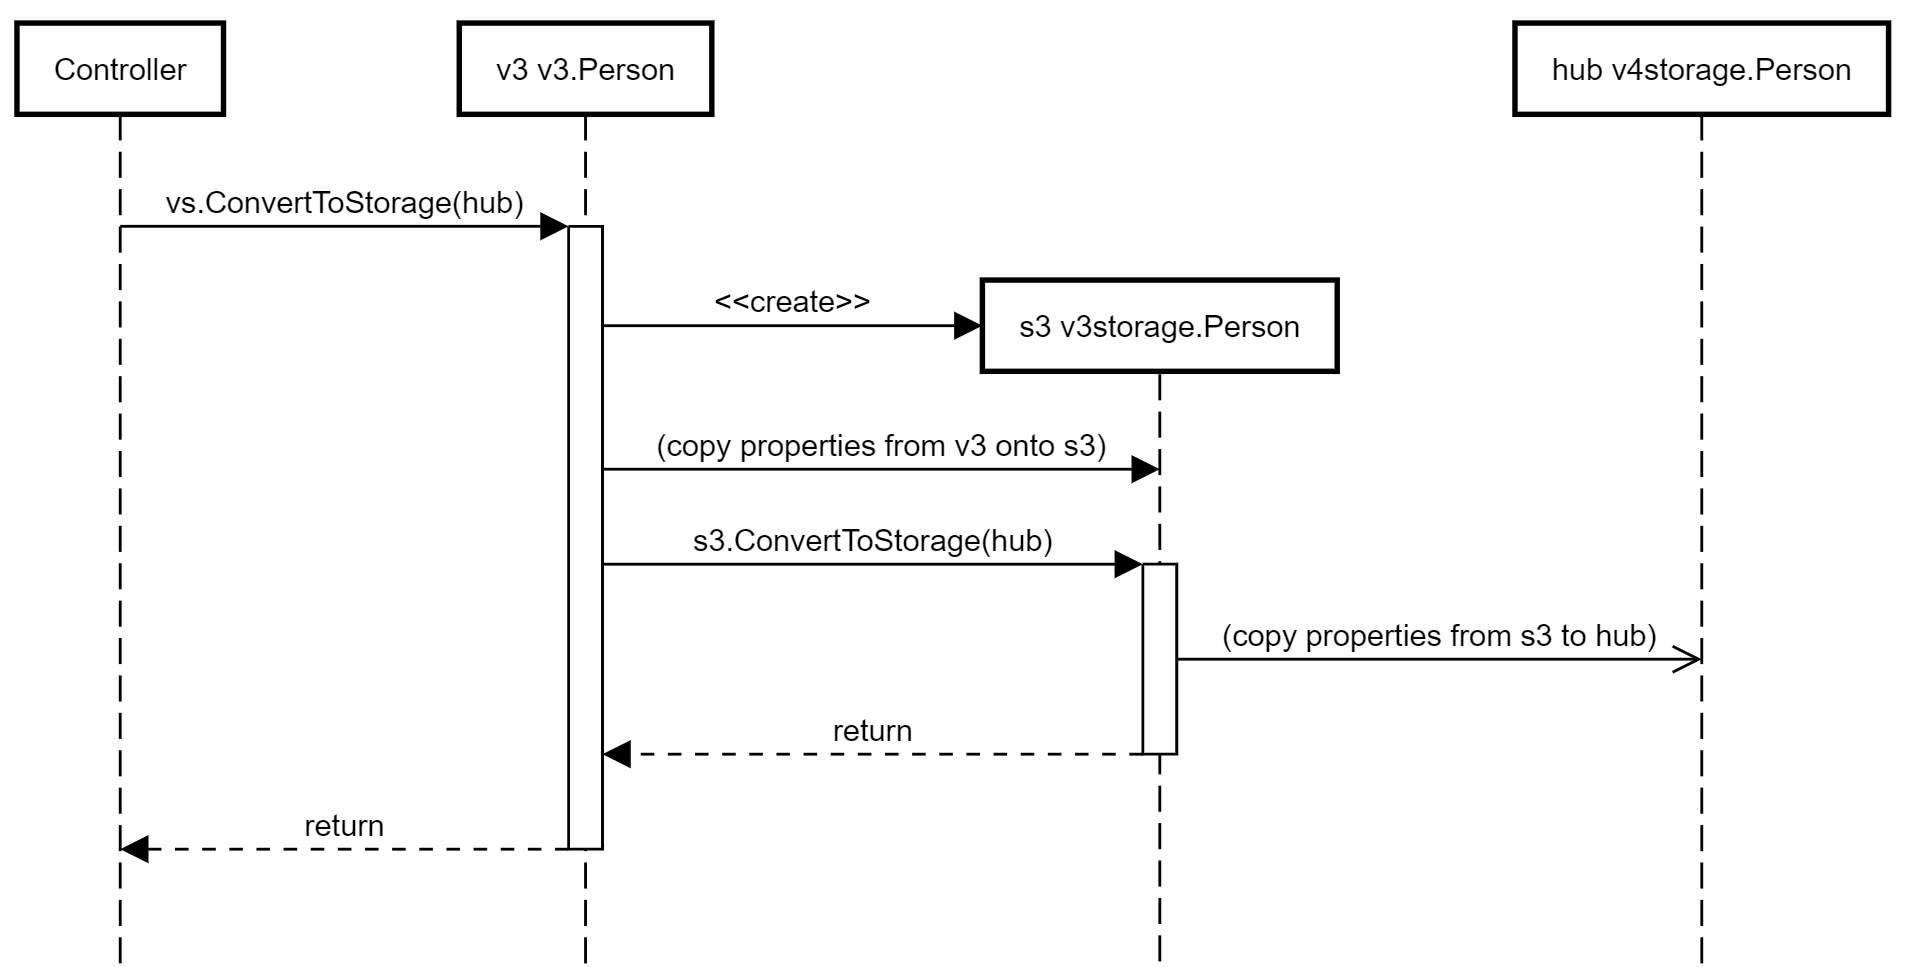 Controller
v3 v3.Person
hub v4storage.Person
vs.ConvertToStorage(hub)
<<create>>
s3 v3storage.Person
(copy properties from v3 onto s3)
s3.ConvertToStorage(hub)
(copy properties from s3 to hub)
return
return